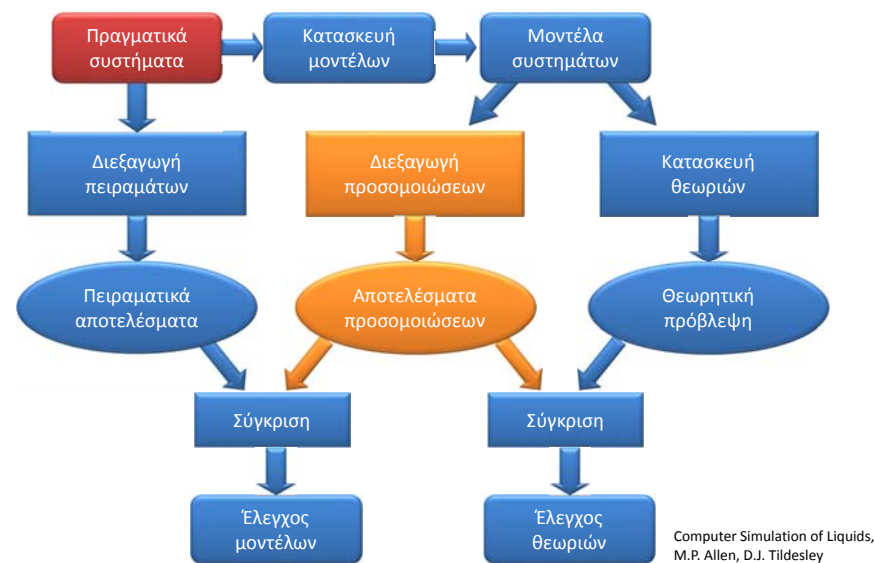 Πραγματικά
συστήματα
Κατασκευή
μοντέλων
Μοντέλα
συστημάτων
Διεξαγωγή
πειραμάτων
Διεξαγωγή
προσομοιώσεων
Κατασκευή
θεωριών
Πειραματικά
αποτελέσματα
Αποτελέσματα
προσομοιώσεων
Θεωρητική
πρόβλεψη
Σύγκριση
Σύγκριση
Έλεγχος
μοντέλων
Έλεγχος
θεωριών
Computer Simulation of Liquids,
M.P. Allen, D.J. Tildesley